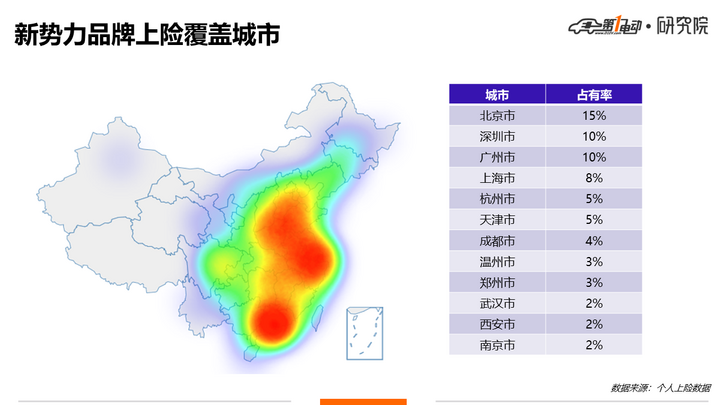 新势力品牌上险覆盖城市
第1电动·研究院
城市 占有率
北京市 15%
深圳市 10%
广州市 10%
上海市 8%
杭州市 5%
天津市 5%
成都市 4%
温州市 3%
郑州市 3%
武汉市 2%
西安市 2%
南京市 2%
数据来源：个人上险数据